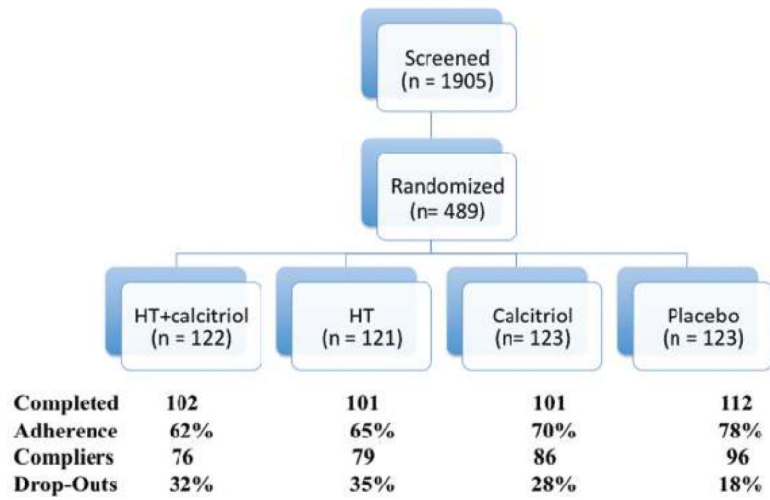 Screened
(n = 1905)
Randomized
(n= 489)
HT+calcitriol
(n = 122)
HT
(n = 121)
Calcitriol
(n= 123)
Placebo
(n = 123)
Completed 102 101 101 112
Adherence 62% 65% 70% 78%
Compliers 76 79 86 96
Drop-Outs 32% 35% 28% 18%